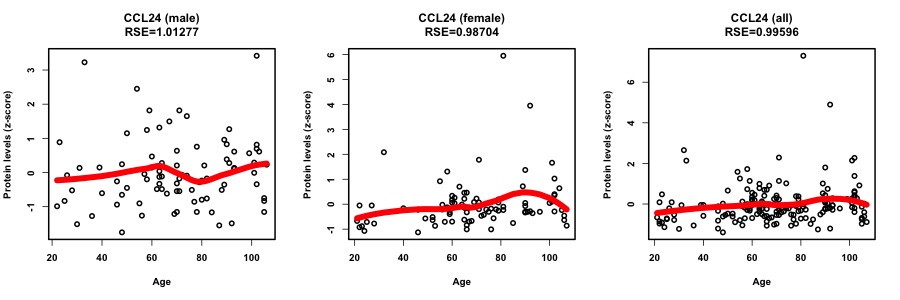 CCL24 (male)
RSE=1.01277
Protein levels (z-score)
3
2
1
0
-1
20
40
60
80
100
Age
CCL24 (female)
RSE=0.98704
Protein levels (z-score)
6
5
4
3
2
1
0
-1
20
40
60
80
100
Age
CCL24 (all)
RSE=0.99596
Protein levels (z-score)
6
4
2
0
20
40
60
80
100
Age